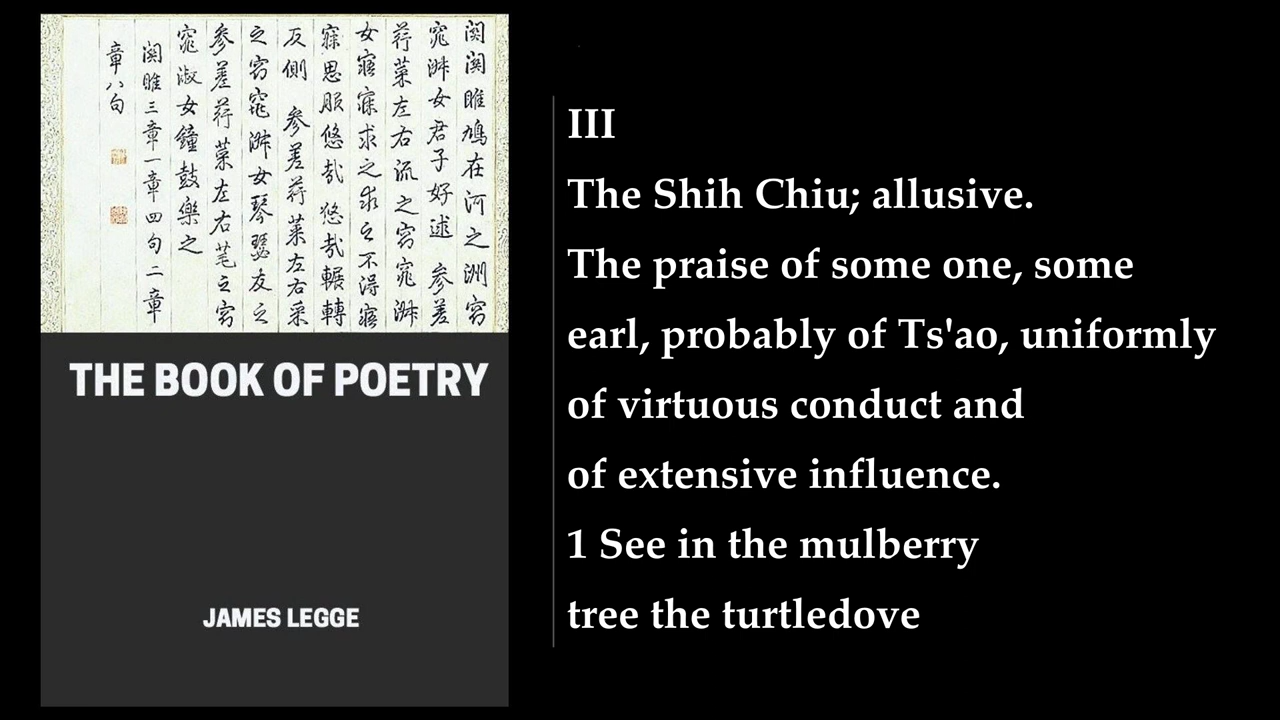 關關雎鳩在河之洲窈
窕淑女君子好逑 參差
荇菜左右流之窈窕淑
女寤寐求之求之不得寤
寐思服悠哉悠哉輾轉
反側 參差荇菜左右采
之窈窕淑女琴瑟友之
參差荇菜左右芼之窈
窕淑女鐘鼓樂之
關雎三章一章四句二章
章八句
THE BOOK OF POETRY
JAMES LEGGE
III
The Shih Chiu; allusive.
The praise of some one, some
earl, probably of Ts'ao, uniformly
of virtuous conduct and
of extensive influence.
1 See in the mulberry
tree the turtledove